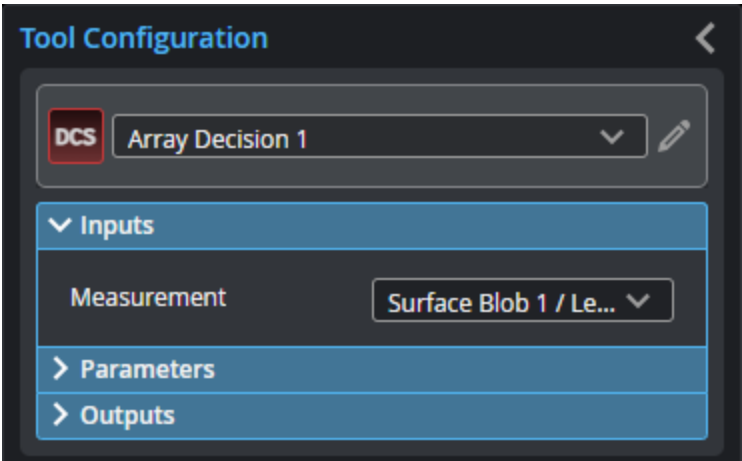 Tool Configuration
DCS Array Decision 1
Inputs
Measurement Surface Blob 1 / Le...
Parameters
Outputs